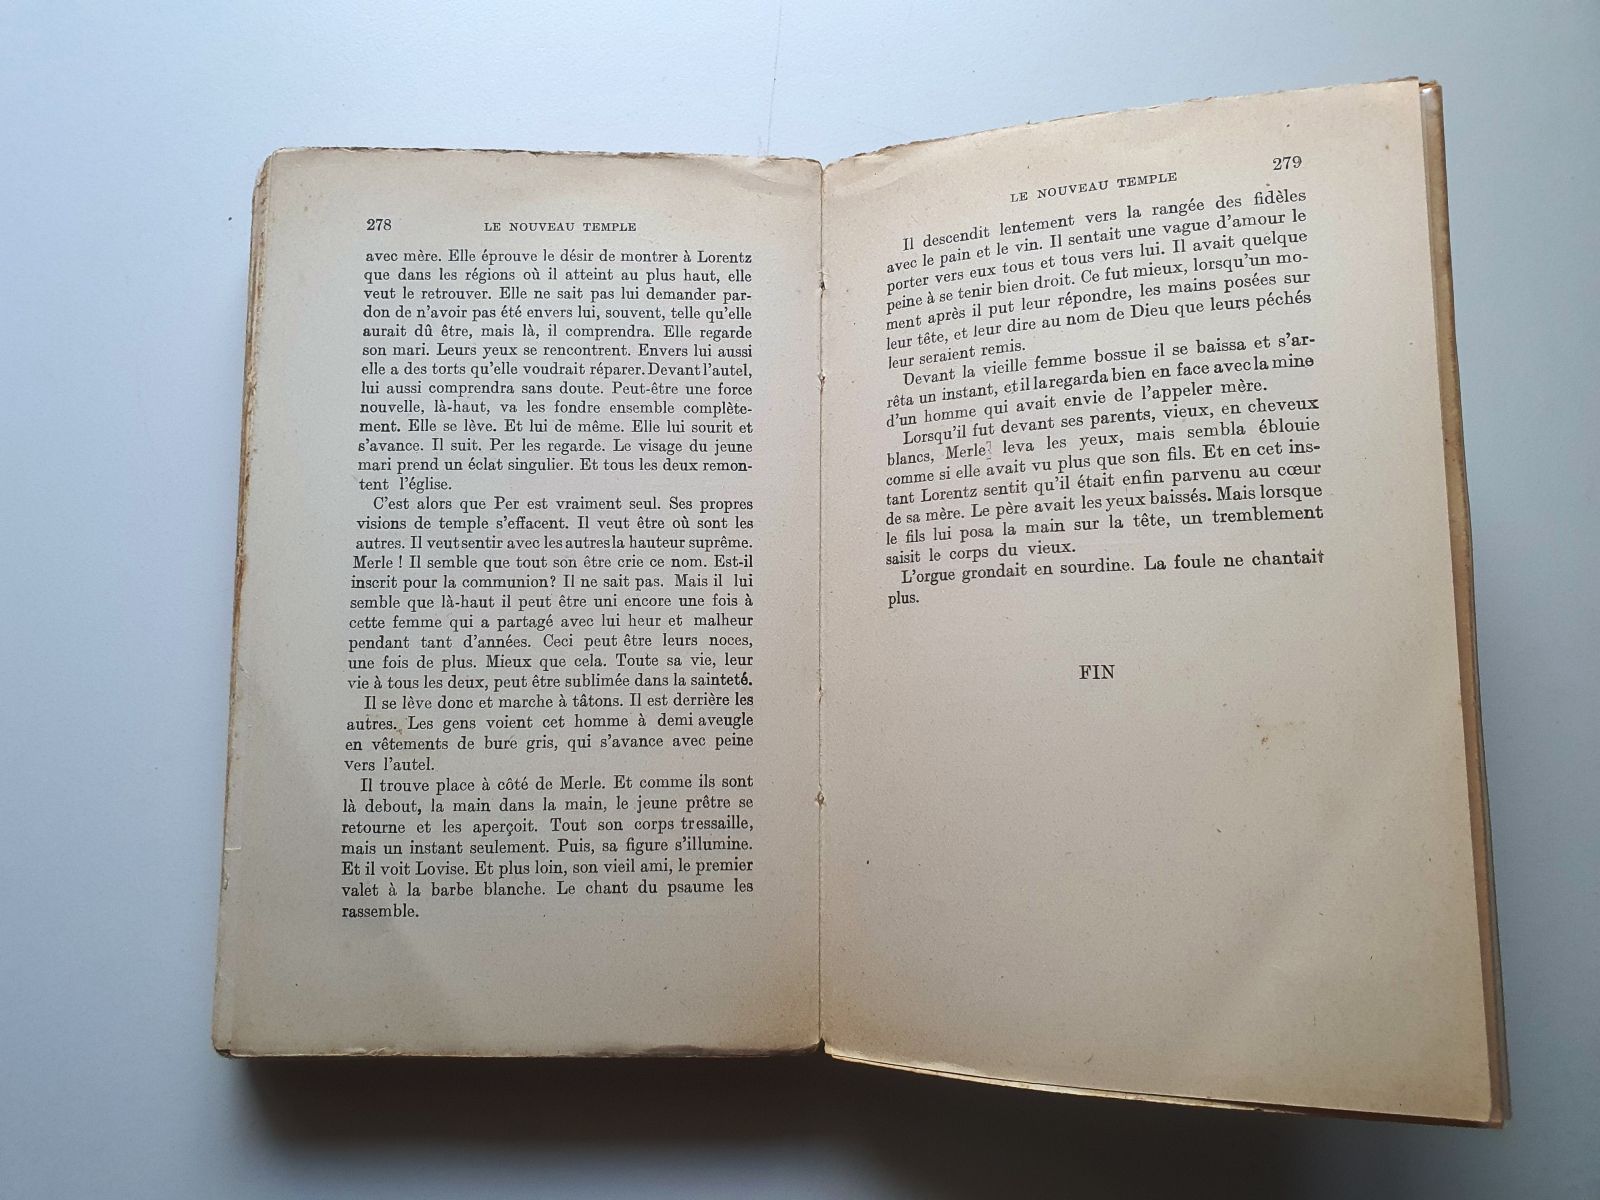 278 LE NOUVEAU TEMPLE
avec mère. Elle éprouve le désir de montrer à Lorentz
que dans les régions où il atteint au plus haut, elle
veut le retrouver. Elle ne sait pas lui demander par-
don de n'avoir pas été envers lui, souvent, telle qu'elle
aurait dû être, mais là, il comprendra. Elle regarde
son mari. Leurs yeux se rencontrent. Envers lui aussi
elle a des torts qu'elle voudrait réparer. Devant l'autel,
lui aussi comprendra sans doute. Peut-être une force
nouvelle, là-haut, va les fondre ensemble complète-
ment. Elle se lève. Et lui de même. Elle lui sourit et
s'avance. Il suit. Per les regarde. Le visage du jeune
mari prend un éclat singulier. Et tous les deux remon-
tent l'église.
C'est alors que Per est vraiment seul. Ses propres
visions de temple s'effacent. Il veut être où sont les
autres. Il veut sentir avec les autres la hauteur suprême.
Merle ! Il semble que tout son être crie ce nom. Est-il
inscrit pour la communion? Il ne sait pas. Mais il lui
semble que là-haut il peut être uni encore une fois à
cette femme qui a partagé avec lui heur et malheur
pendant tant d'années. Ceci peut être leurs noces,
une fois de plus. Mieux que cela. Toute sa vie, leur
vie à tous les deux, peut être sublimée dans la sainteté.
Il se lève donc et marche à tâtons. Il est derrière les
autres. Les gens voient cet homme à demi aveugle
en vêtements de bure gris, qui s'avance avec peine
vers l'autel.
Il trouve place à côté de Merle. Et comme ils sont
là debout, la main dans la main, le jeune prêtre se
retourne et les aperçoit. Tout son corps tressaille,
mais un instant seulement. Puis, sa figure s'illumine.
Et il voit Lovise. Et plus loin, son vieil ami, le premier
valet à la barbe blanche. Le chant du psaume les
rassemble.
LE NOUVEAU TEMPLE 279
Il descendit lentement vers la rangée des fidèles
avec le pain et le vin. Il sentait une vague d'amour le
porter vers eux tous et tous vers lui. Il avait quelque
peine à se tenir bien droit. Ce fut mieux, lorsqu'un mo-
ment après il put leur répondre, les mains posées sur
leur tête, et leur dire au nom de Dieu que leurs péchés
leur seraient remis.
Devant la vieille femme bossue il se baissa et s'ar-
rêta un instant, et il la regarda bien en face avec la mine
d'un homme qui avait envie de l'appeler mère.
Lorsqu'il fut devant ses parents, vieux, en cheveux
blancs, Merle leva les yeux, mais sembla éblouie
comme si elle avait vu plus que son fils. Et en cet ins-
tant Lorentz sentit qu'il était enfin parvenu au cœur
de sa mère. Le père avait les yeux baissés. Mais lorsque
le fils lui posa la main sur la tête, un tremblement
saisit le corps du vieux.
L'orgue grondait en sourdine. La foule ne chantait
plus.
FIN